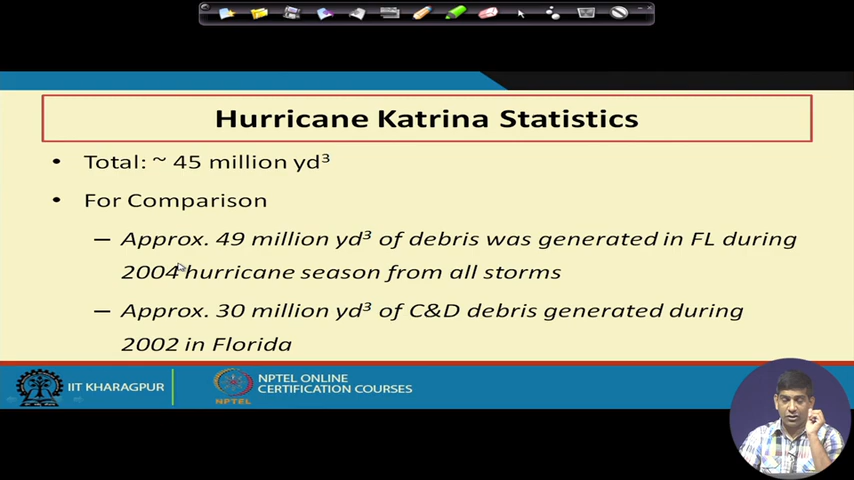 Hurricane Katrina Statistics
• Total: ~ 45 million yd³
• For Comparison
– Approx. 49 million yd³ of debris was generated in FL during
2004 hurricane season from all storms
– Approx. 30 million yd³ of C&D debris generated during
2002 in Florida
IIT KHARAGPUR
NPTEL
NPTEL ONLINE
CERTIFICATION COURSES